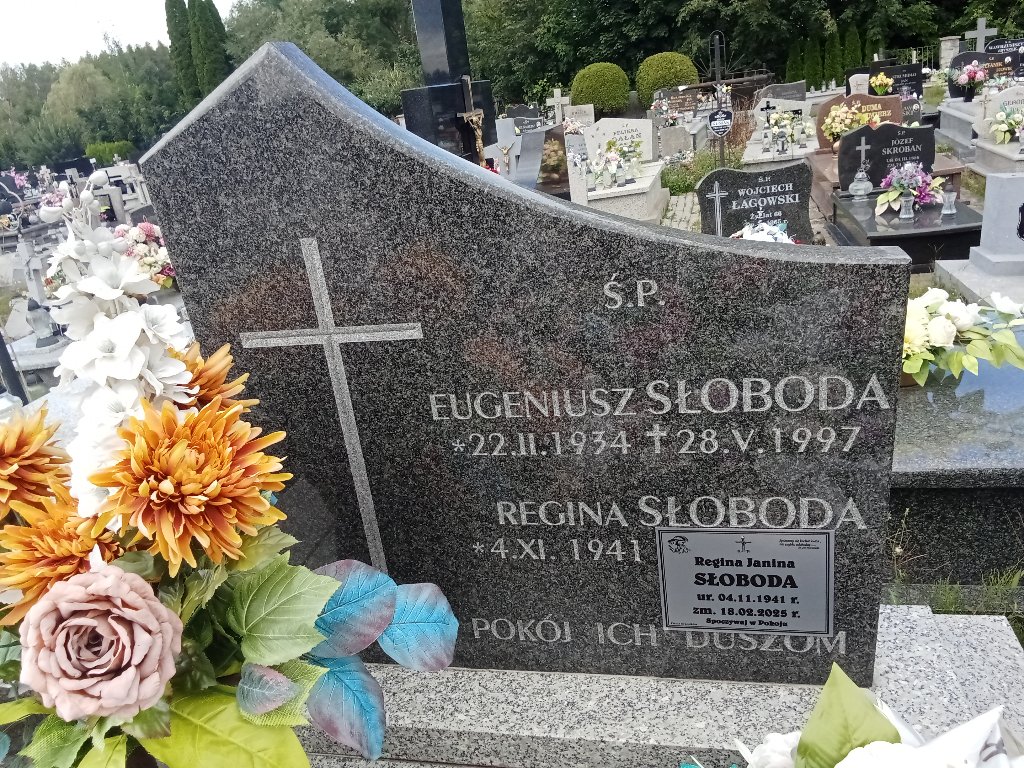 Ś.P.
EUGENIUSZ SŁOBODA
*22.II.1934 ✝ 28.V.1997
REGINA SŁOBODA
*4.XI.1941
Regina Janina
SŁOBODA
ur. 04.11.1941 r.
zm. 18.02.2025 r.
Spoczywaj w Pokoju
POKÓJ ICH DUSZOM
Ś.P.
WOJCIECH
ŁAGOWSKI
Ś.P.
JÓZEF
SKROBAN
DUMA